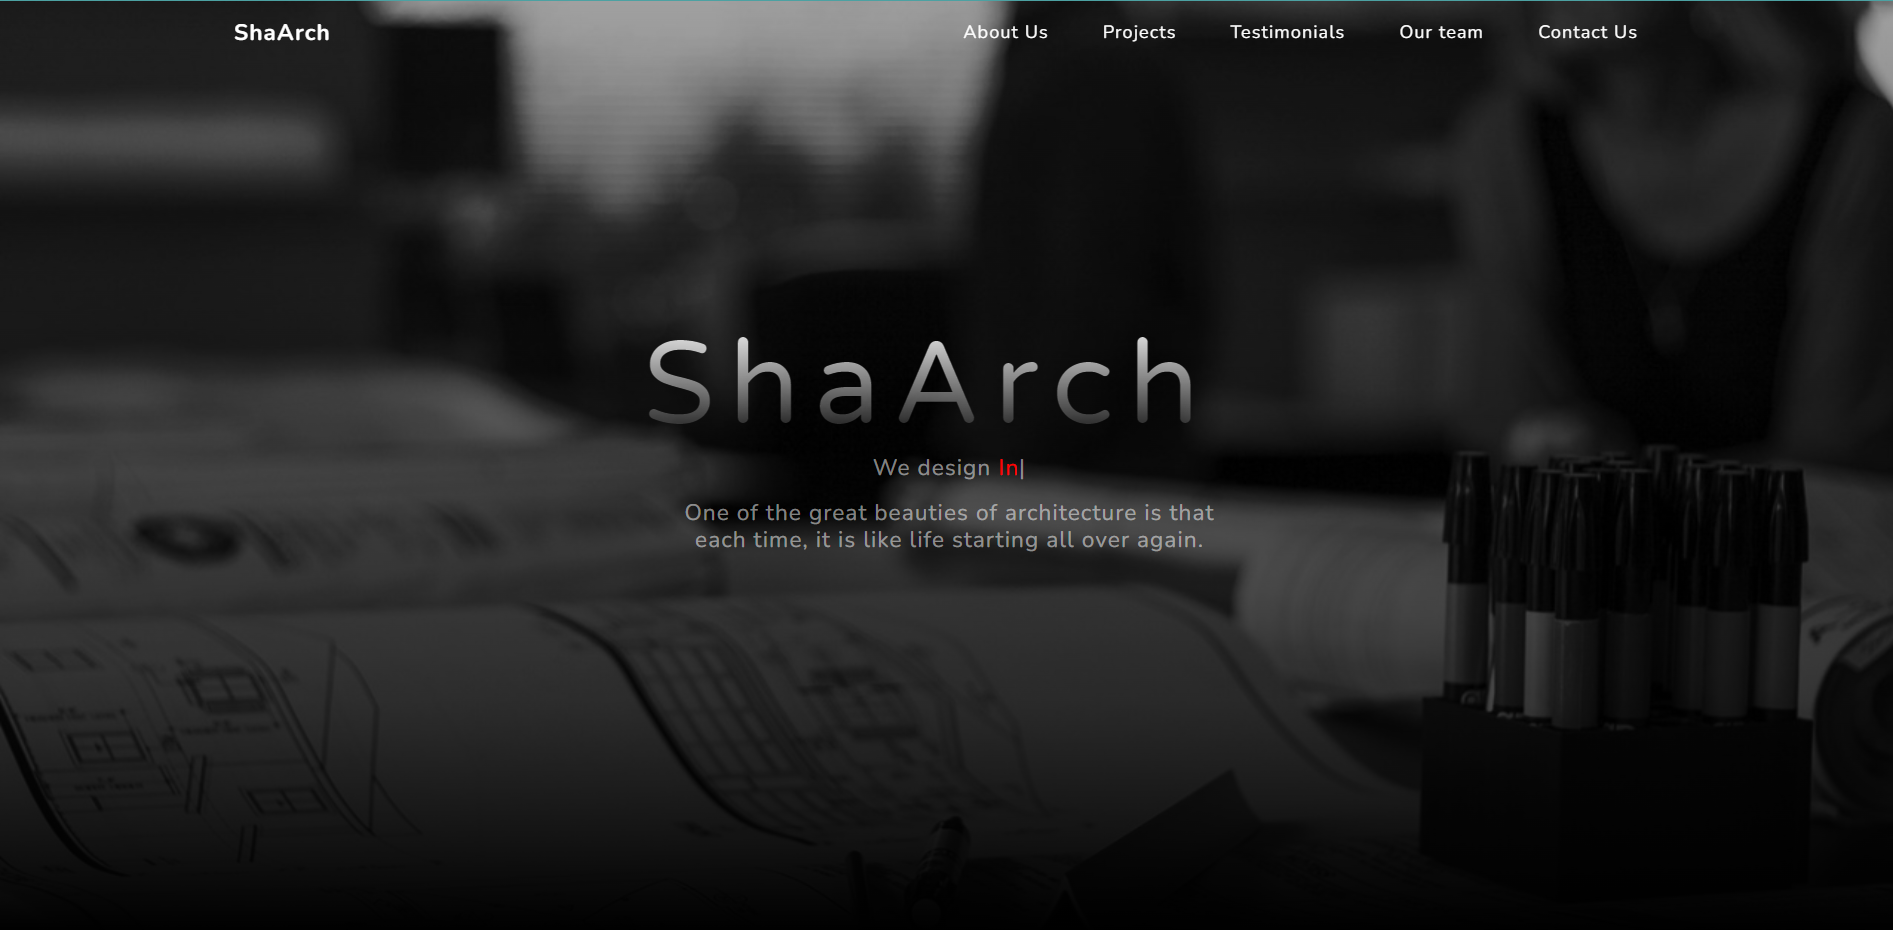 ShaArch
About Us
Projects
Testimonials
Our team
Contact Us
ShaArch
We design In|
One of the great beauties of architecture is that
each time, it is like life starting all over again.